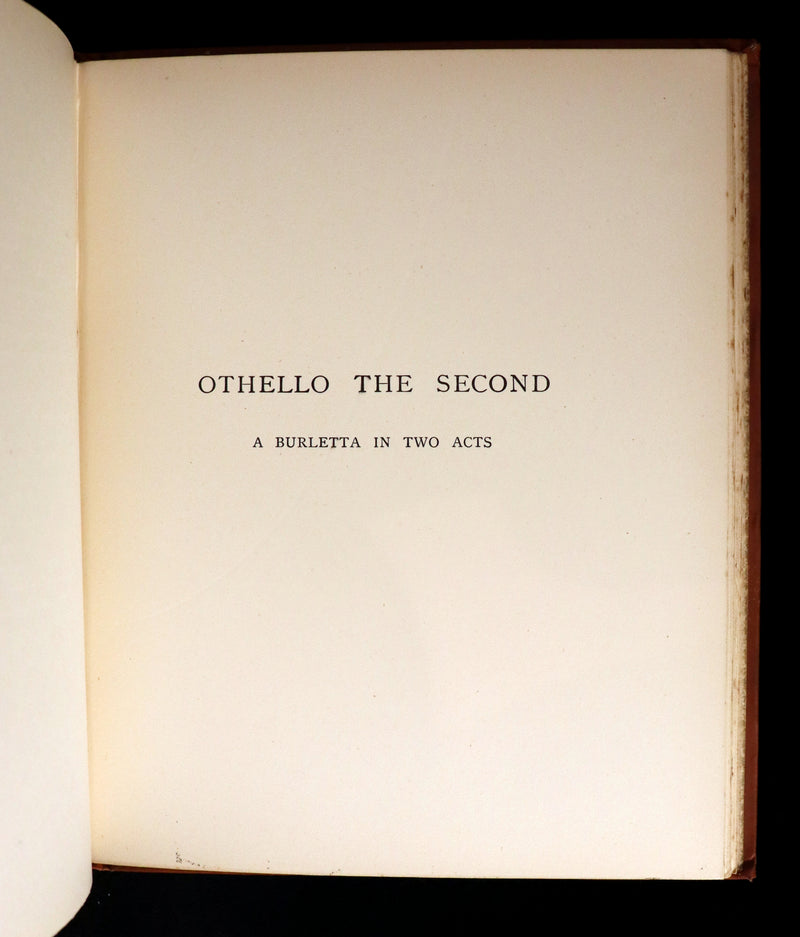 OTHELLO THE SECOND
A BURLETTA IN TWO ACTS